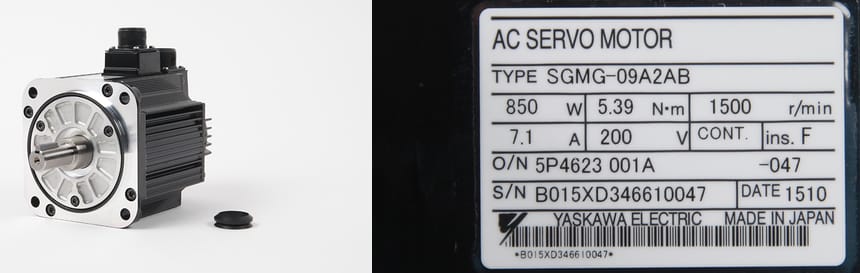 AC SERVO MOTOR
TYPE SGMG-09A2AB
850 W 5.39 N•m 1500 r/min
7.1 A 200 V CONT. ins. F
O/N 5P4623 001A -047
S/N B015XD346610047 DATE 1510
YASKAWA ELECTRIC MADE IN JAPAN
*B015XD346610047*